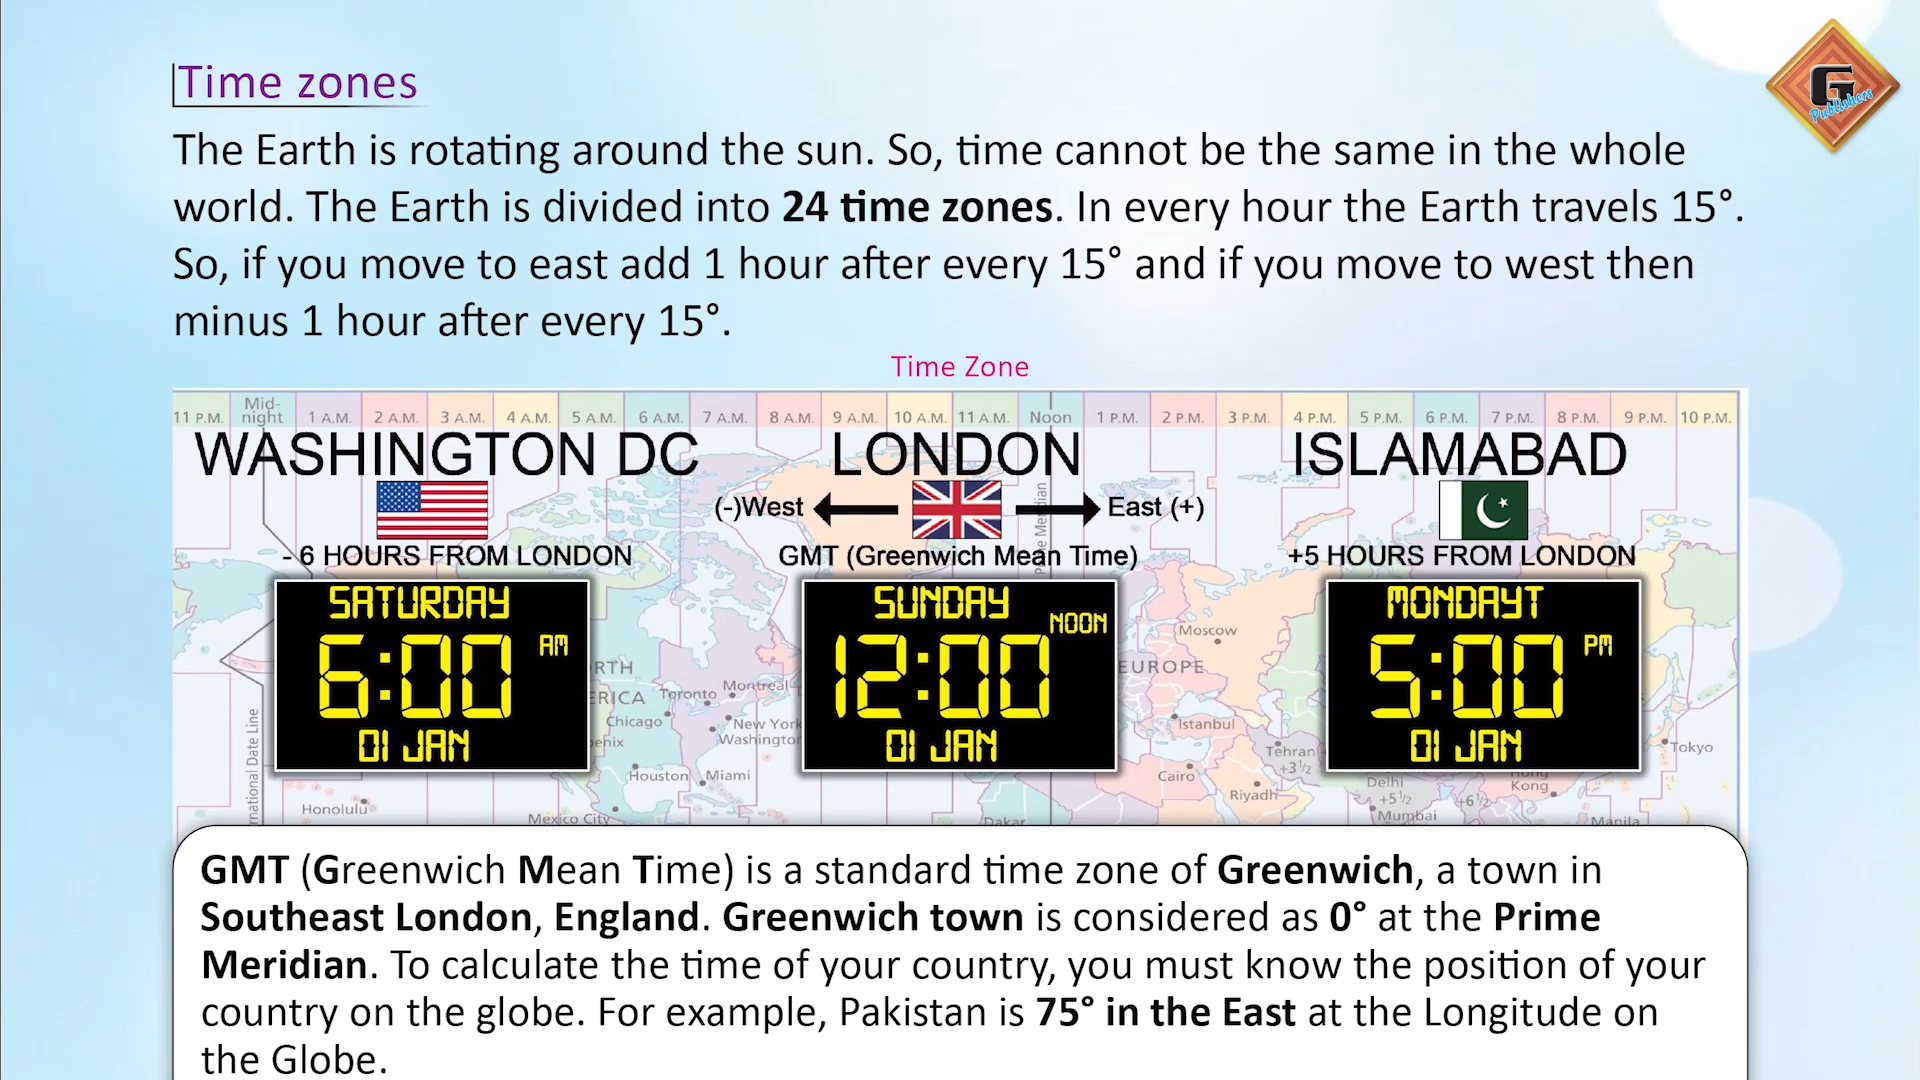 Time zones
G
Publishers
The Earth is rotating around the sun. So, time cannot be the same in the whole
world. The Earth is divided into 24 time zones. In every hour the Earth travels 15°.
So, if you move to east add 1 hour after every 15° and if you move to west then
minus 1 hour after every 15°.
Time Zone
11 P.M. Mid-night 1 A.M. 2 A.M. 3 A.M. 4 A.M. 5 A.M. 6 A.M. 7 A.M. 8 A.M. 9 A.M. 10 A.M. 11 A.M. Noon 1 P.M. 2 P.M. 3 P.M. 4 P.M. 5 P.M. 6 P.M. 7 P.M. 8 P.M. 9 P.M. 10 P.M.
WASHINGTON DC
- 6 HOURS FROM LONDON
SATURDAY
6:00 AM
01 JAN
LONDON
(-)West
East (+)
GMT (Greenwich Mean Time)
SUNDAY
12:00 NOON
01 JAN
ISLAMABAD
+5 HOURS FROM LONDON
MONDAYT
5:00 PM
01 JAN
Moscow
EUROPE
Toronto
Montreal
Chicago
New York
Washington
Istanbul
Tehran
+3½
Tokyo
Houston
Miami
Cairo
Riyadh
Delhi
+5½
+6½
Hong
Kong
Honolulu
Mexico City
Dakar
Mumbai
Manila
Date Line
Meridian
GMT (Greenwich Mean Time) is a standard time zone of Greenwich, a town in
Southeast London, England. Greenwich town is considered as 0° at the Prime
Meridian. To calculate the time of your country, you must know the position of your
country on the globe. For example, Pakistan is 75° in the East at the Longitude on
the Globe.